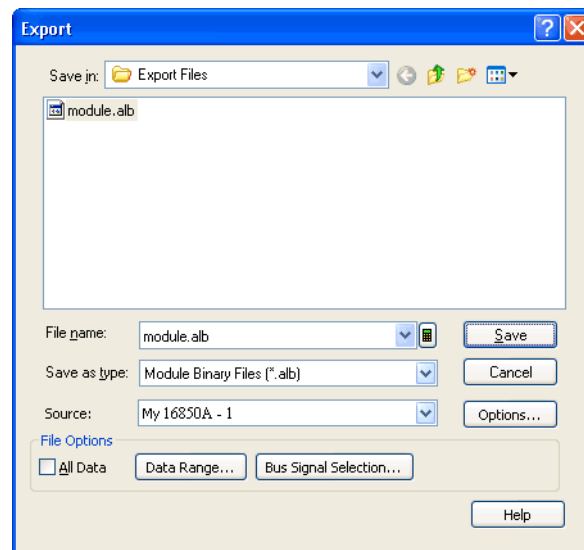 Export
Save in: Export Files
module.alb
File name: module.alb Save
Save as type: Module Binary Files (*.alb) Cancel
Source: My 16850A - 1 Options...
File Options
All Data Data Range... Bus Signal Selection...
Help